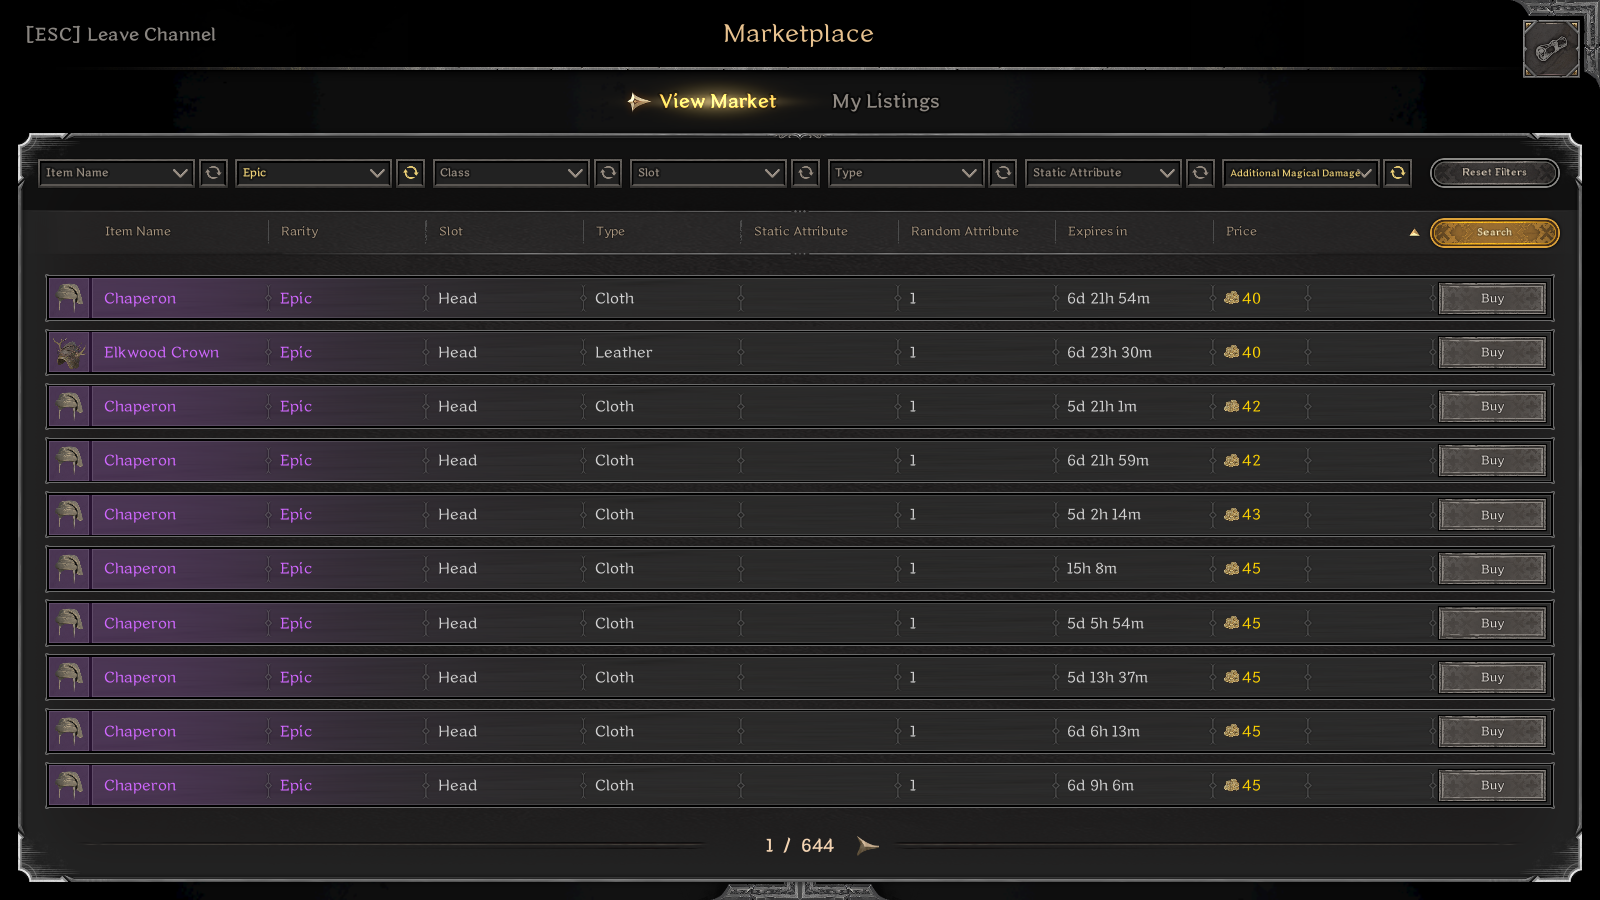 [ESC] Leave Channel
Marketplace
View Market My Listings
Item Name Epic Class Slot Type Static Attribute Additional Magical Damage Reset Filters
Item Name Rarity Slot Type Static Attribute Random Attribute Expires in Price Search
Chaperon Epic Head Cloth 1 6d 21h 54m 40 Buy
Elkwood Crown Epic Head Leather 1 6d 23h 30m 40 Buy
Chaperon Epic Head Cloth 1 5d 21h 1m 42 Buy
Chaperon Epic Head Cloth 1 6d 21h 59m 42 Buy
Chaperon Epic Head Cloth 1 5d 2h 14m 43 Buy
Chaperon Epic Head Cloth 1 15h 8m 45 Buy
Chaperon Epic Head Cloth 1 5d 5h 54m 45 Buy
Chaperon Epic Head Cloth 1 5d 13h 37m 45 Buy
Chaperon Epic Head Cloth 1 6d 6h 13m 45 Buy
Chaperon Epic Head Cloth 1 6d 9h 6m 45 Buy
1 / 644